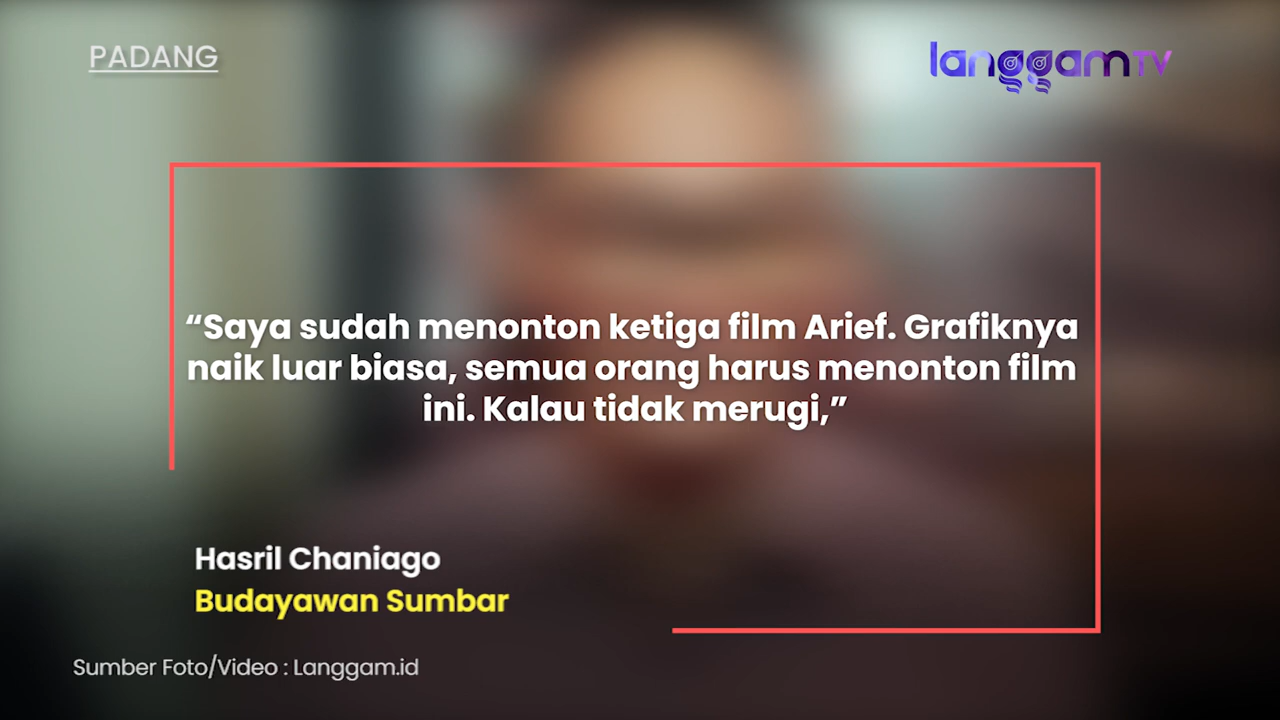 PADANG
langgamTV
“Saya sudah menonton ketiga film Arief. Grafiknya
naik luar biasa, semua orang harus menonton film
ini. Kalau tidak merugi,”
Hasril Chaniago
Budayawan Sumbar
Sumber Foto/Video : Langgam.id